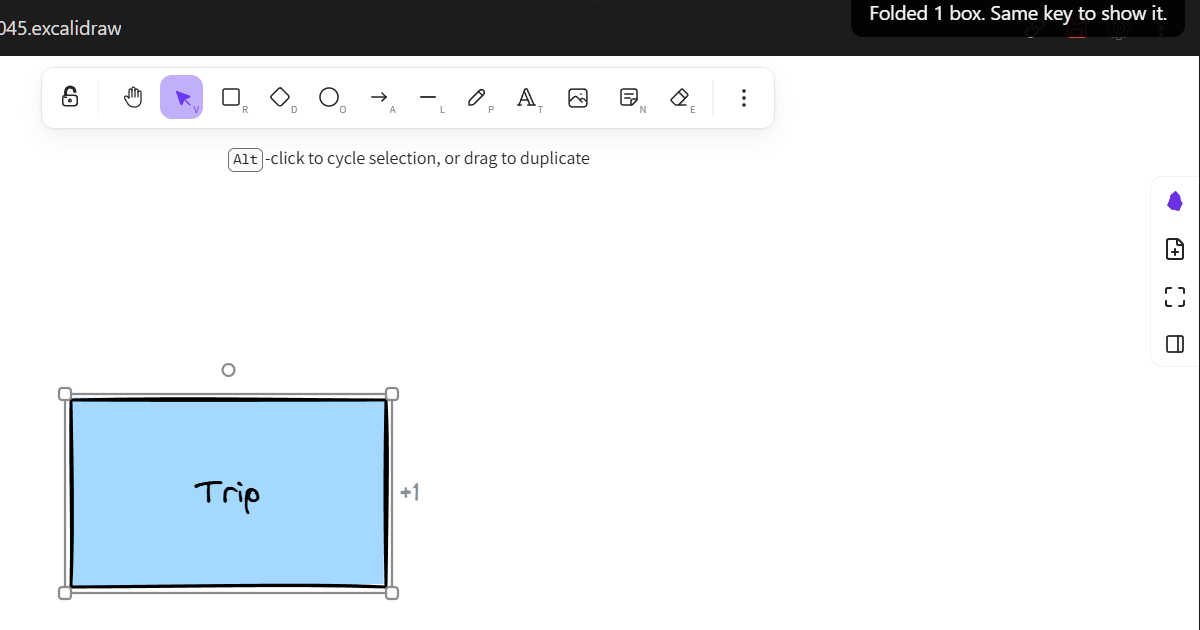 Folded 1 box. Same key to show it.
045.excalidraw
V
R
D
O
A
L
P
T
N
E
Alt-click to cycle selection, or drag to duplicate
Trip
+1